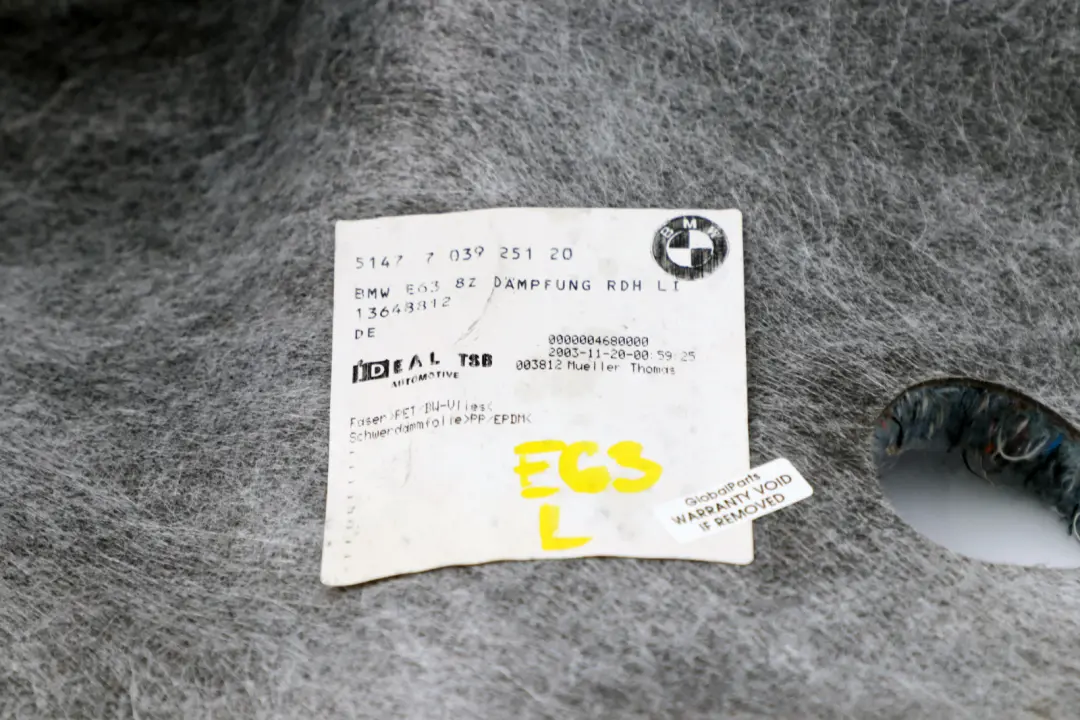 BMW
5147 7 039 251 20
BMW E63 8Z DÄMPFUNG RDH LI
13648812
DE
0000004680000
2003-11-20-00:59:25
003812 Mueller Thomas
IDEAL TSB
AUTOMOTIVE
Faser>PET/BW-Vlies<
Schwerdammfolie>PP/EPDM<
E63
L
GlobalParts
WARRANTY VOID
IF REMOVED